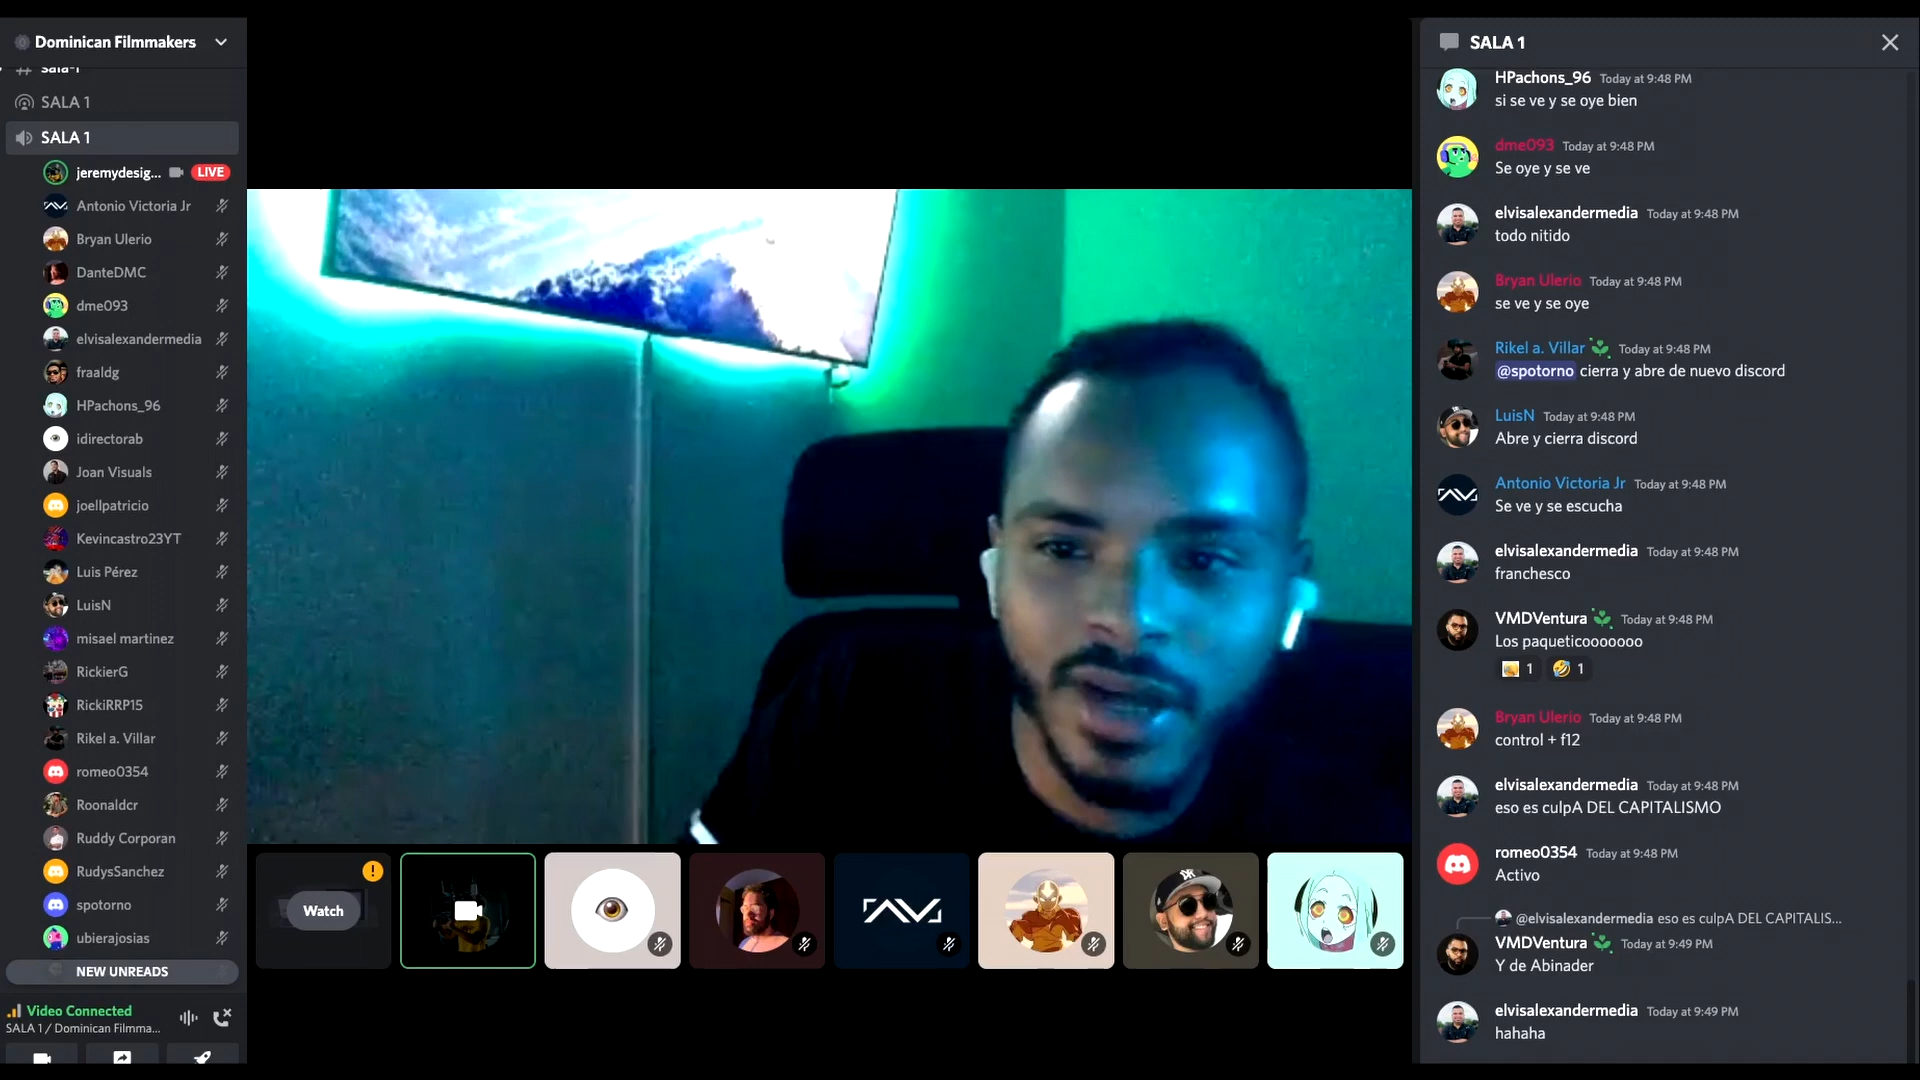 Dominican Filmmakers
# sala-1
SALA 1
SALA 1
jeremydesig... LIVE
Antonio Victoria Jr
Bryan Ulerio
DanteDMC
dme093
elvisalexandermedia
fraaldg
HPachons_96
idirectorab
Joan Visuals
joellpatricio
Kevincastro23YT
Luis Pérez
LuisN
misael martinez
RickierG
RickiRRP15
Rikel a. Villar
romeo0354
Roonaldcr
Ruddy Corporan
RudysSanchez
spotorno
ubierajosias
NEW UNREADS
Video Connected
SALA 1 / Dominican Filmma...
Watch
SALA 1
HPachons_96 Today at 9:48 PM
si se ve y se oye bien
dme093 Today at 9:48 PM
Se oye y se ve
elvisalexandermedia Today at 9:48 PM
todo nitido
Bryan Ulerio Today at 9:48 PM
se ve y se oye
Rikel a. Villar Today at 9:48 PM
@spotorno cierra y abre de nuevo discord
LuisN Today at 9:48 PM
Abre y cierra discord
Antonio Victoria Jr Today at 9:48 PM
Se ve y se escucha
elvisalexandermedia Today at 9:48 PM
franchesco
VMDVentura Today at 9:48 PM
Los paqueticooooooo
1 1
Bryan Ulerio Today at 9:48 PM
control + f12
elvisalexandermedia Today at 9:48 PM
eso es culpA DEL CAPITALISMO
romeo0354 Today at 9:48 PM
Activo
@elvisalexandermedia eso es culpA DEL CAPITALIS...
VMDVentura Today at 9:49 PM
Y de Abinader
elvisalexandermedia Today at 9:49 PM
hahaha